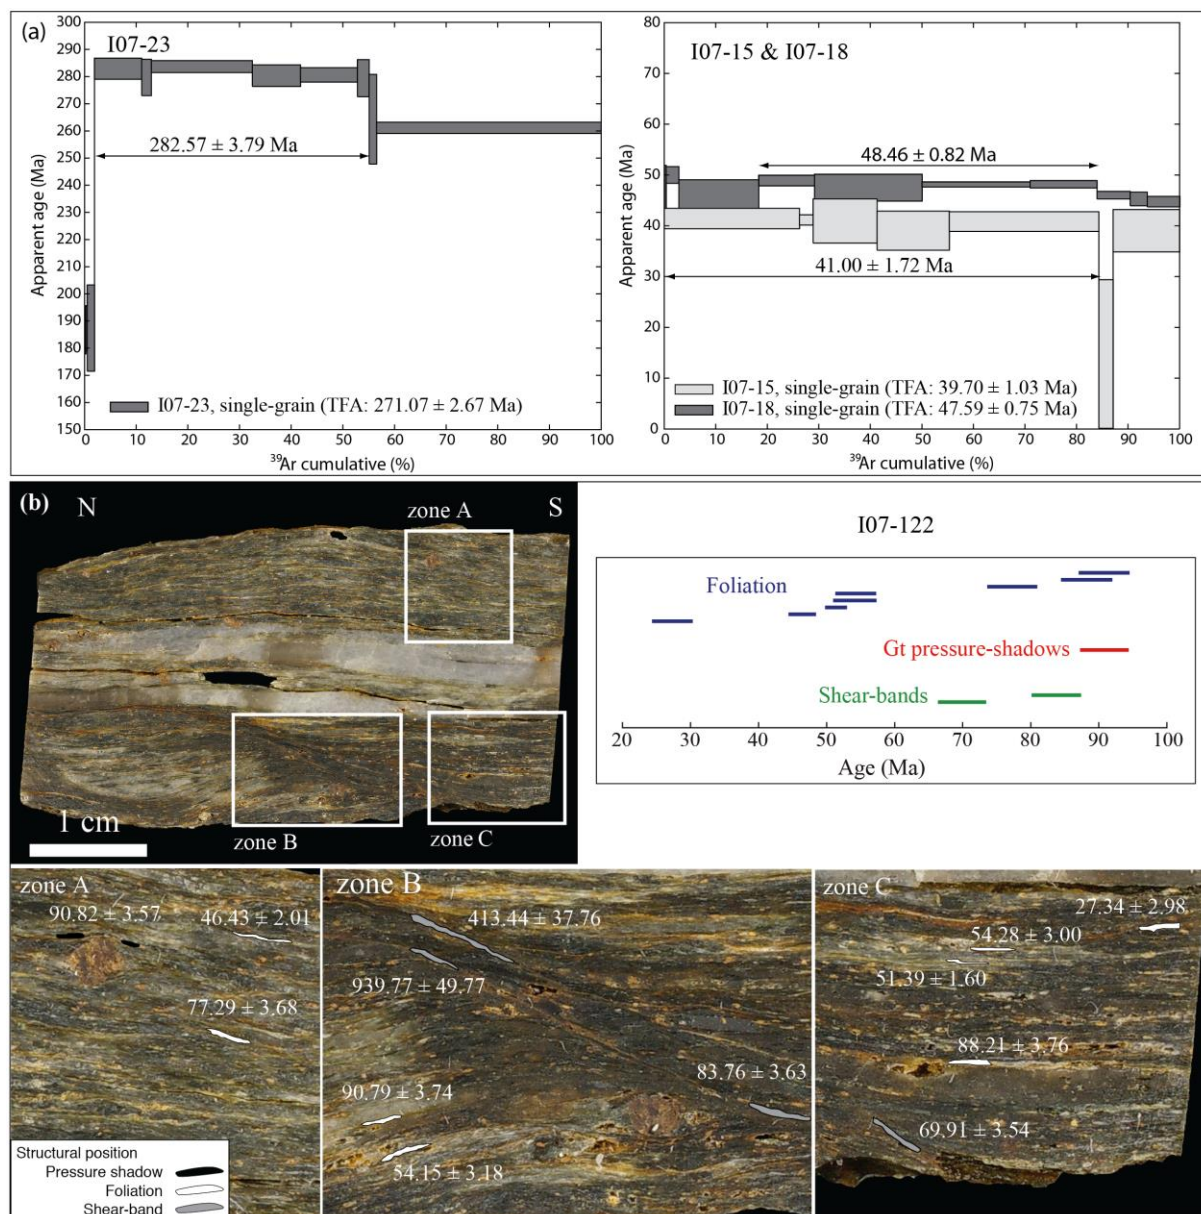 (a)
I07-23
300
290
280
270
260
250
240
230
220
210
200
190
180
170
160
150
Apparent age (Ma)
282.57 ± 3.79 Ma
I07-23, single-grain (TFA: 271.07 ± 2.67 Ma)
0 10 20 30 40 50 60 70 80 90 100
³⁹Ar cumulative (%)
I07-15 & I07-18
80
70
60
50
40
30
20
10
0
Apparent age (Ma)
48.46 ± 0.82 Ma
41.00 ± 1.72 Ma
I07-15, single-grain (TFA: 39.70 ± 1.03 Ma)
I07-18, single-grain (TFA: 47.59 ± 0.75 Ma)
0 10 20 30 40 50 60 70 80 90 100
³⁹Ar cumulative (%)
(b) N S
zone A
zone B
zone C
1 cm
I07-122
Foliation
Gt pressure-shadows
Shear-bands
20 30 40 50 60 70 80 90 100
Age (Ma)
zone A
90.82 ± 3.57
46.43 ± 2.01
77.29 ± 3.68
Structural position
Pressure shadow
Foliation
Shear-band
zone B
413.44 ± 37.76
939.77 ± 49.77
83.76 ± 3.63
90.79 ± 3.74
54.15 ± 3.18
zone C
27.34 ± 2.98
54.28 ± 3.00
51.39 ± 1.60
88.21 ± 3.76
69,91 ± 3.54